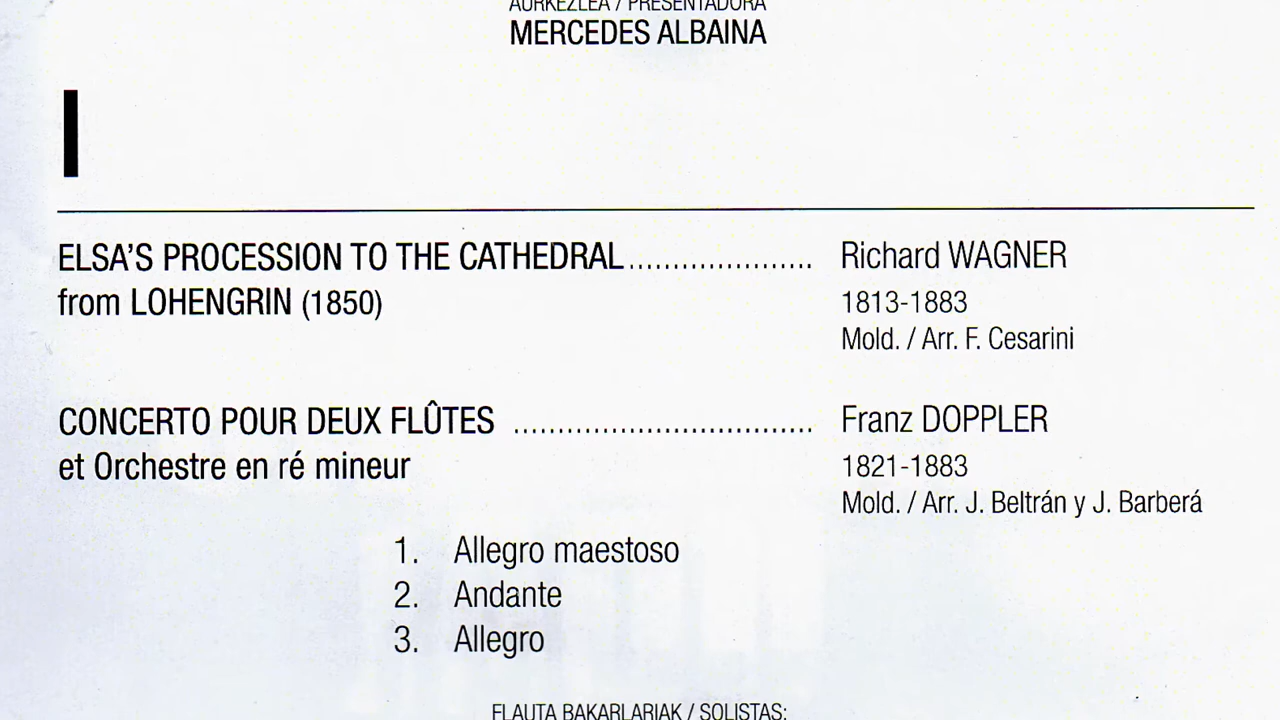 AURKEZLEA / PRESENTADORA
MERCEDES ALBAINA
I
ELSA'S PROCESSION TO THE CATHEDRAL..................... Richard WAGNER
from LOHENGRIN (1850) 1813-1883
Mold. / Arr. F. Cesarini
CONCERTO POUR DEUX FLÛTES .................................. Franz DOPPLER
et Orchestre en ré mineur 1821-1883
Mold. / Arr. J. Beltrán y J. Barberá
1. Allegro maestoso
2. Andante
3. Allegro
FLAUTA BAKARLARIAK / SOLISTAS: